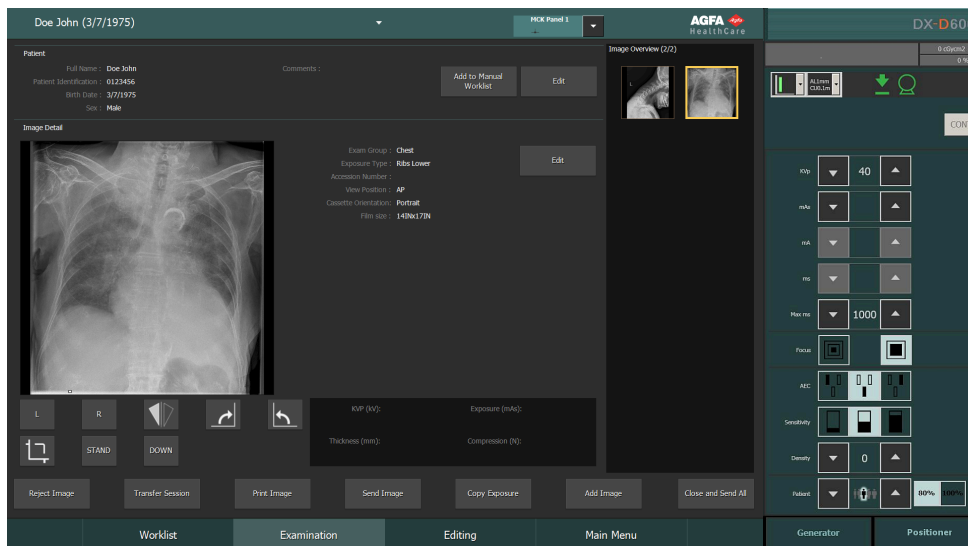 Doe John (3/7/1975)
MCK Panel 1
AGFA
HealthCare
DX-D60
Patient
Full Name : Doe John
Patient Identification : 0123456
Birth Date : 3/7/1975
Sex : Male
Comments :
Add to Manual
Worklist
Edit
Image Overview (2/2)
0 cGycm2
0 %
AL1mm
CU0.1m
CON
Image Detail
Exam Group : Chest
Exposure Type : Ribs Lower
Accession Number :
View Position : AP
Cassette Orientation: Portrait
Film size : 14INx17IN
Edit
KVp 40
mAs
mA
ms
Max ms 1000
Focus
AEC
Sensitivity
Density 0
Patient 80% 100%
L R
STAND DOWN
KVP (kV): Exposure (mAs):
Thickness (mm): Compression (N):
Reject Image Transfer Session Print Image Send Image Copy Exposure Add Image Close and Send All
Worklist Examination Editing Main Menu Generator Positioner